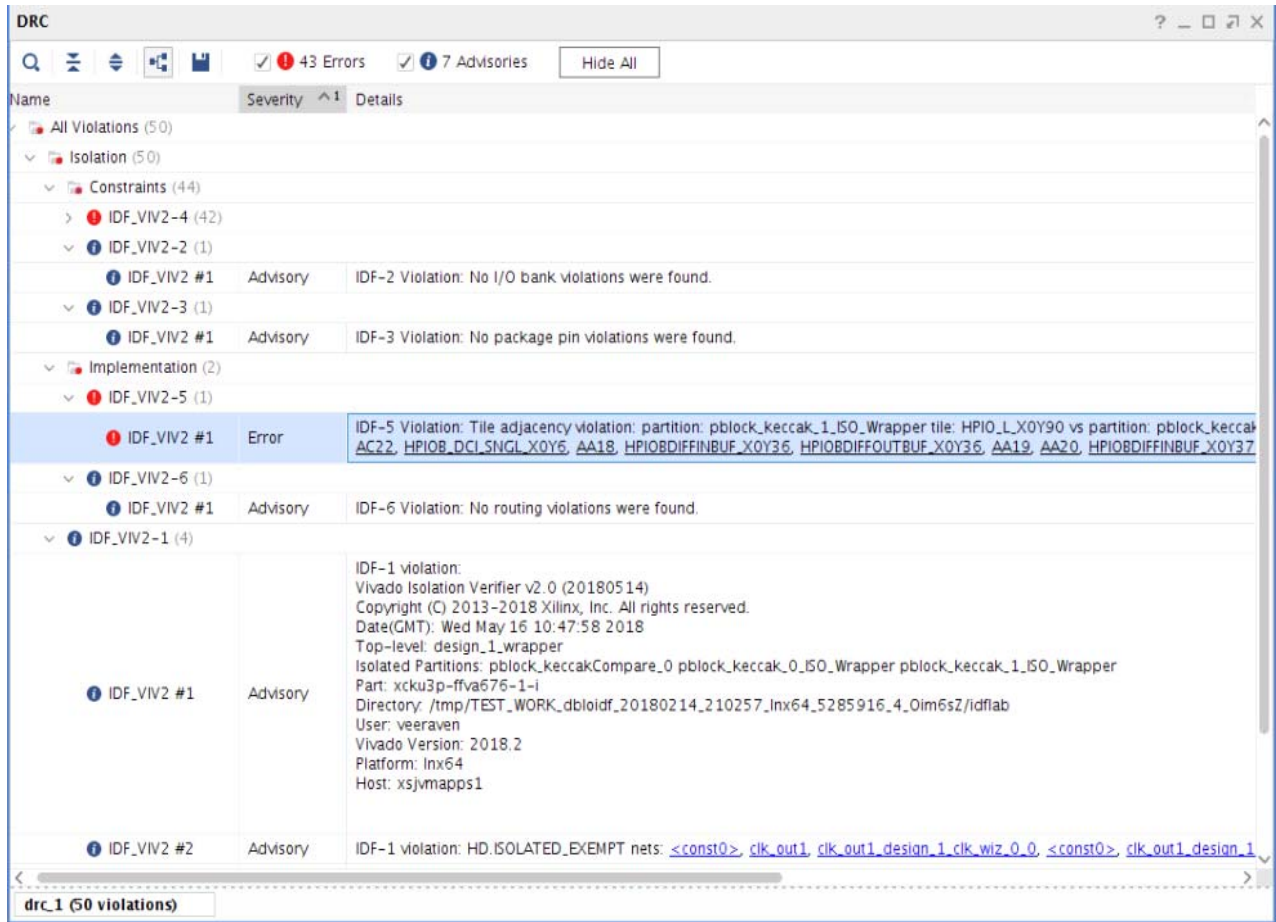 DRC
43 Errors 7 Advisories Hide All
Name Severity ^1 Details
All Violations (50)
Isolation (50)
Constraints (44)
IDF_VIV2-4 (42)
IDF_VIV2-2 (1)
IDF_VIV2 #1 Advisory IDF-2 Violation: No I/O bank violations were found.
IDF_VIV2-3 (1)
IDF_VIV2 #1 Advisory IDF-3 Violation: No package pin violations were found.
Implementation (2)
IDF_VIV2-5 (1)
IDF_VIV2 #1 Error IDF-5 Violation: Tile adjacency violation: partition: pblock_keccak_1_ISO_Wrapper tile: HPIO_L_X0Y90 vs partition: pblock_keccak
AC22, HPIOB_DCI_SNGL_X0Y6, AA18, HPIOBDIFFINBUF_X0Y36, HPIOBDIFFOUTBUF_X0Y36, AA19, AA20, HPIOBDIFFINBUF_X0Y37
IDF_VIV2-6 (1)
IDF_VIV2 #1 Advisory IDF-6 Violation: No routing violations were found.
IDF_VIV2-1 (4)
IDF-1 violation:
Vivado Isolation Verifier v2.0 (20180514)
Copyright (C) 2013-2018 Xilinx, Inc. All rights reserved.
Date(GMT): Wed May 16 10:47:58 2018
Top-level: design_1_wrapper
Isolated Partitions: pblock_keccakCompare_0 pblock_keccak_0_ISO_Wrapper pblock_keccak_1_ISO_Wrapper
IDF_VIV2 #1 Advisory Part: xcku3p-ffva676-1-i
Directory: /tmp/TEST_WORK_dbloidf_20180214_210257_lnx64_5285916_4_Oim6sZ/idflab
User: veeraven
Vivado Version: 2018.2
Platform: lnx64
Host: xsjvmapps1
IDF_VIV2 #2 Advisory IDF-1 violation: HD.ISOLATED_EXEMPT nets: <const0>, clk_out1, clk_out1_design_1_clk_wiz_0_0, <const0>, clk_out1_design_1
drc_1 (50 violations)